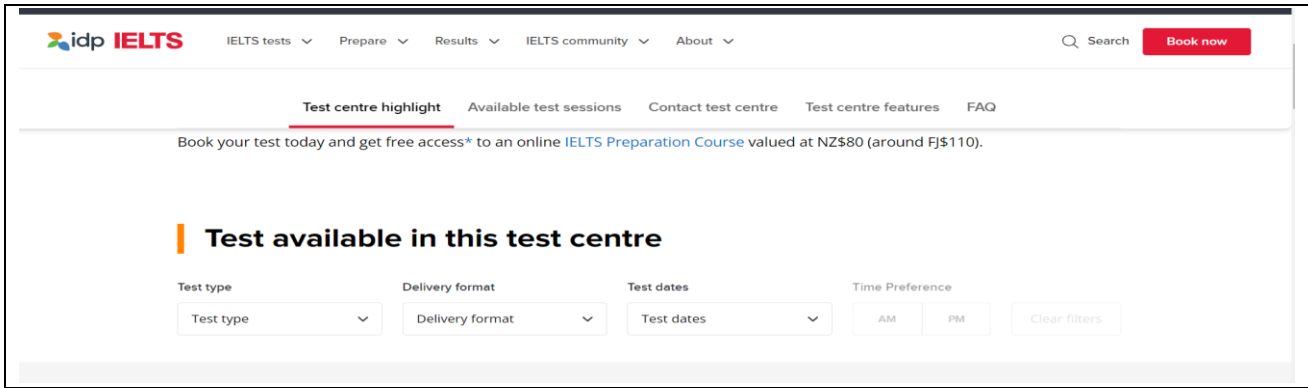 idp IELTS IELTS tests Prepare Results IELTS community About Search Book now
Test centre highlight Available test sessions Contact test centre Test centre features FAQ
Book your test today and get free access* to an online IELTS Preparation Course valued at NZ$80 (around FJ$110).
Test available in this test centre
Test type Delivery format Test dates Time Preference
Test type Delivery format Test dates AM PM Clear filters